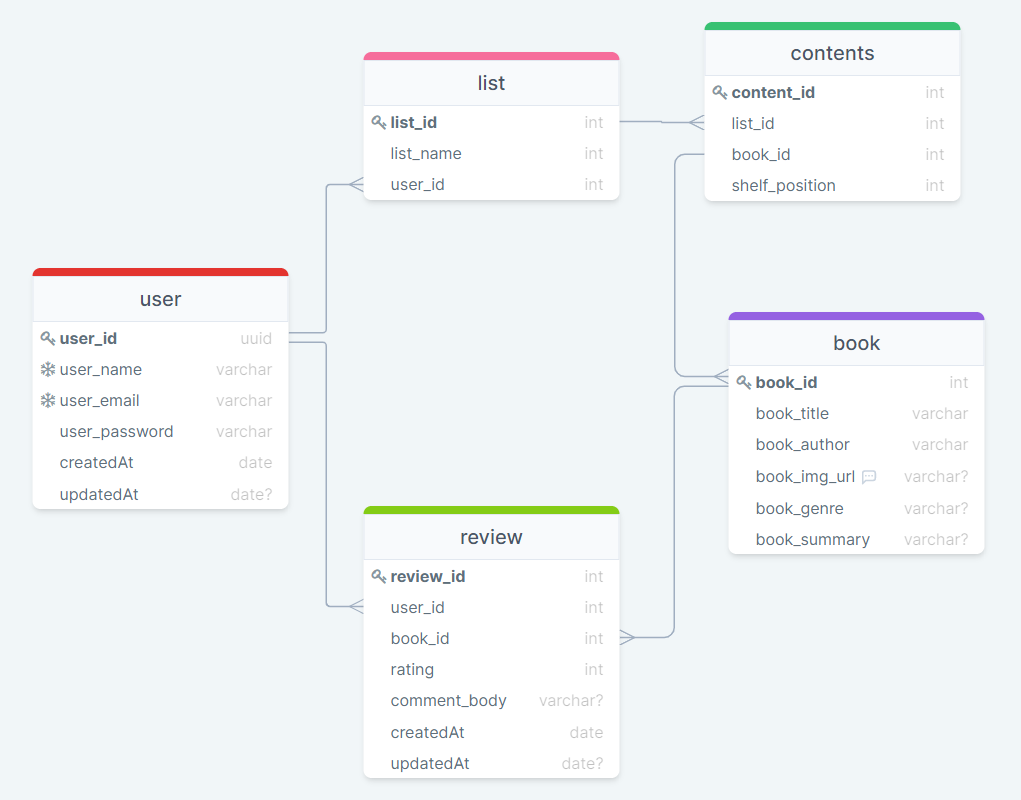 list
list_id int
list_name int
user_id int
contents
content_id int
list_id int
book_id int
shelf_position int
user
user_id uuid
user_name varchar
user_email varchar
user_password varchar
createdAt date
updatedAt date?
book
book_id int
book_title varchar
book_author varchar
book_img_url varchar?
book_genre varchar?
book_summary varchar?
review
review_id int
user_id int
book_id int
rating int
comment_body varchar?
createdAt date
updatedAt date?